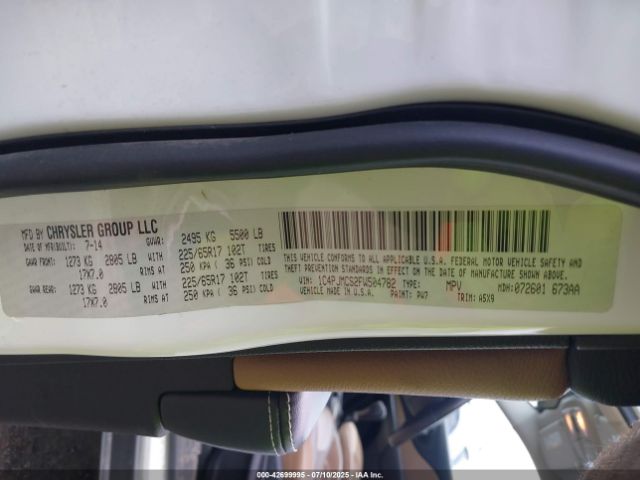 MFD BY CHRYSLER GROUP LLC
DATE OF MFR(BUILT): 7-14 GVWR: 2495 KG 5500 LB
GAWR FRONT: 1273 KG 2805 LB WITH 225/65R17 102T TIRES
17X7.0 RIMS AT 250 KPA ( 36 PSI) COLD
GAWR REAR: 1273 KG 2805 LB WITH 225/65R17 102T TIRES
17X7.0 RIMS AT 250 KPA ( 36 PSI) COLD
THIS VEHICLE CONFORMS TO ALL APPLICABLE U.S.A. FEDERAL MOTOR VEHICLE SAFETY, BUMPER AND
THEFT PREVENTION STANDARDS IN EFFECT ON THE DATE OF MANUFACTURE SHOWN ABOVE.
VIN: 1C4PJMCS2FW504782 TYPE: MPV MDH: 072601 673AA
VEHICLE MADE IN U.S.A. PAINT: PW7 TRIM: A5X9
000-42699995 - 07/10/2025 - IAA Inc.